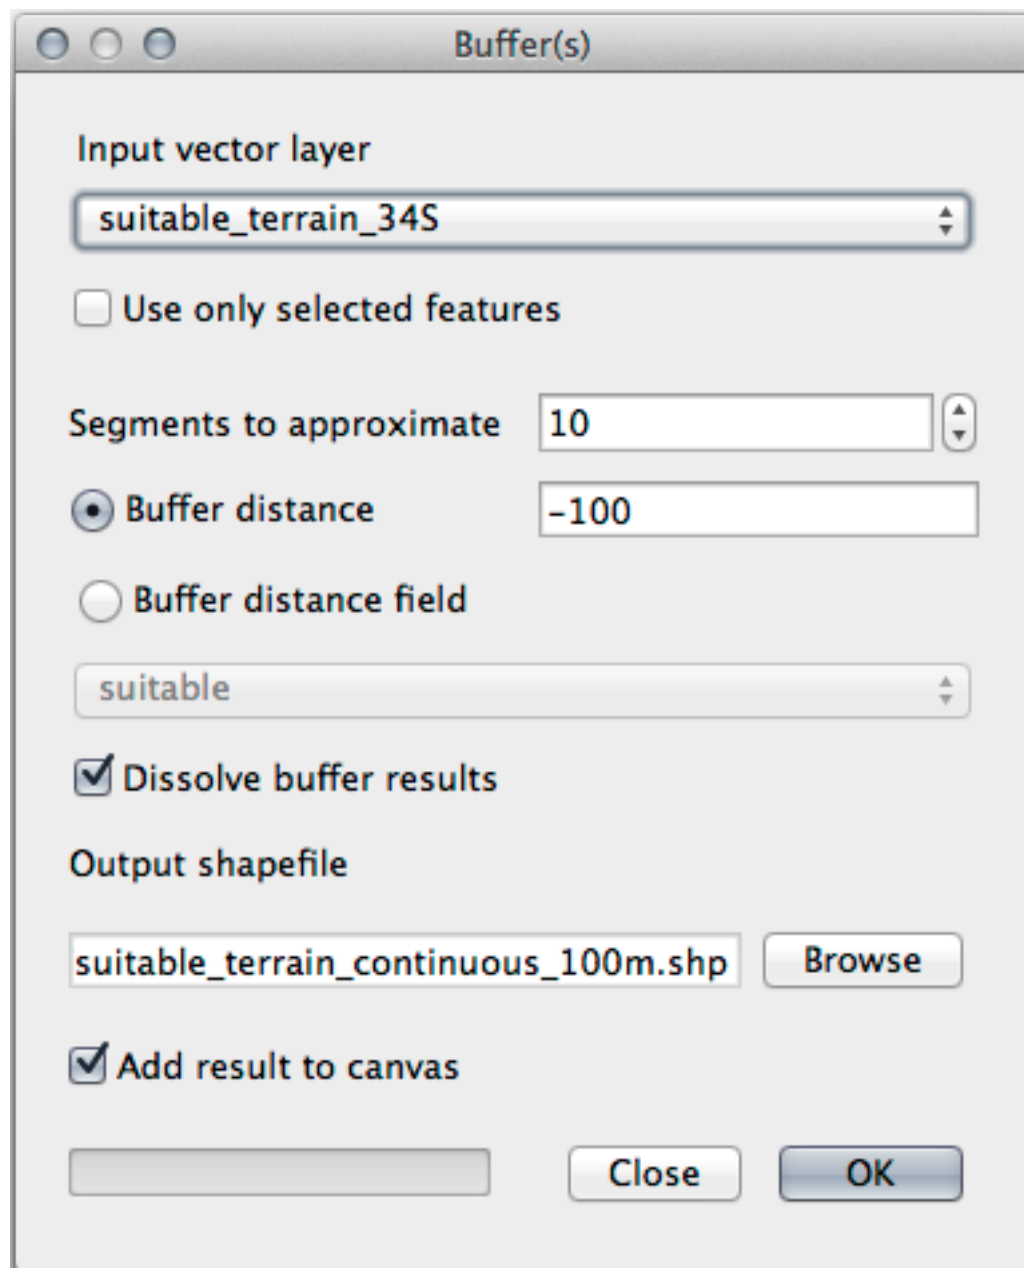 Buffer(s)
Input vector layer
suitable_terrain_34S
Use only selected features
Segments to approximate 10
Buffer distance -100
Buffer distance field
suitable
Dissolve buffer results
Output shapefile
suitable_terrain_continuous_100m.shp Browse
Add result to canvas
Close OK